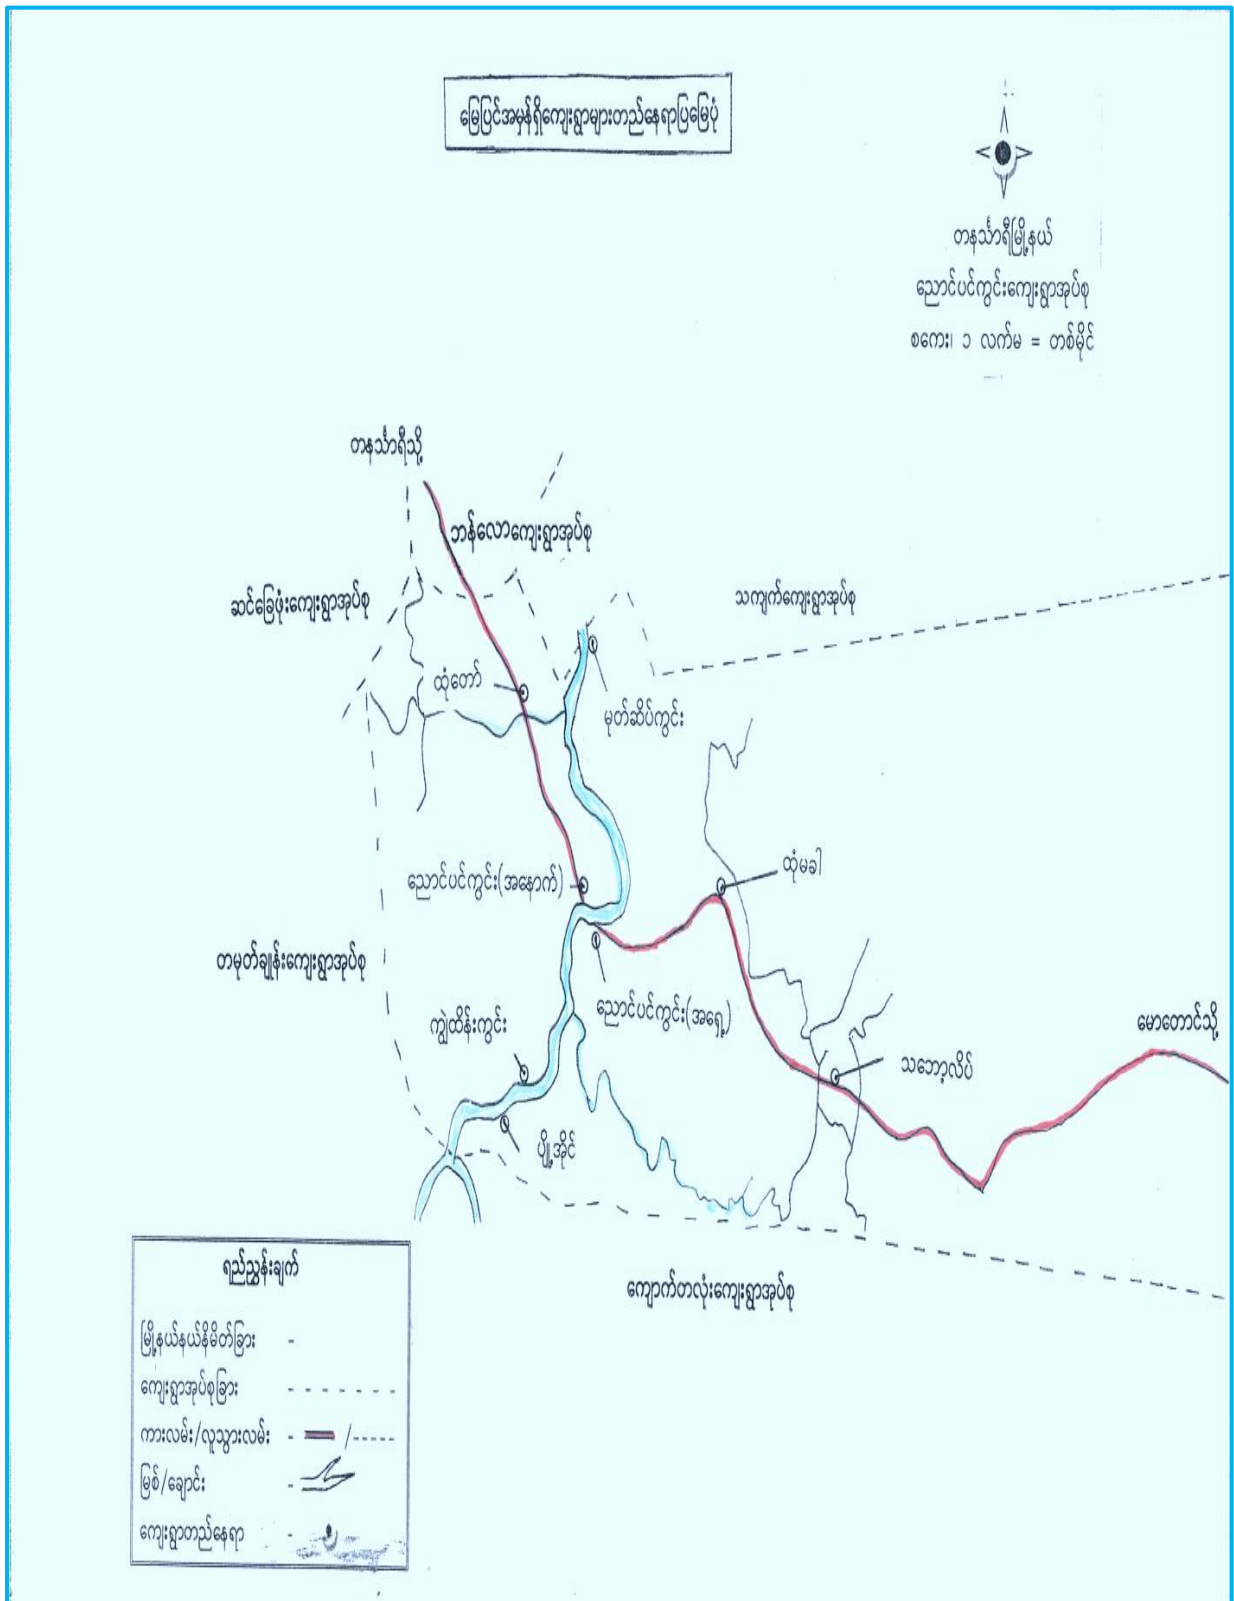 မြေပြင်အမှန်ရှိကျေးရွာများတည်နေရာပြမြေပုံ
တနင်္သာရီမြို့နယ်
ညောင်ပင်ကွင်းကျေးရွာအုပ်စု
စကေး၊ ၁ လက်မ = တစ်မိုင်
တနင်္သာရီသို့
ဘန်လောကျေးရွာအုပ်စု
ဆင်ခြေဖုံးကျေးရွာအုပ်စု
သကျက်ကျေးရွာအုပ်စု
ထုံတော်
မုတ်ဆိပ်ကွင်း
ထုံမခါ
ညောင်ပင်ကွင်း(အနောက်)
တမုတ်ချွန်းကျေးရွာအုပ်စု
ညောင်ပင်ကွင်း(အရှေ့)
ကျွဲထိန်းကွင်း
မောတောင်သို့
သဘော့လိပ်
ပျို့အိုင်
ကျောက်တလုံးကျေးရွာအုပ်စု
ရည်ညွှန်းချက်
မြို့နယ်နယ်နိမိတ်ခြား -
ကျေးရွာအုပ်စုခြား - - - - - - -
ကားလမ်း/လူသွားလမ်း - /-----
မြစ်/ချောင်း -
ကျေးရွာတည်နေရာ -